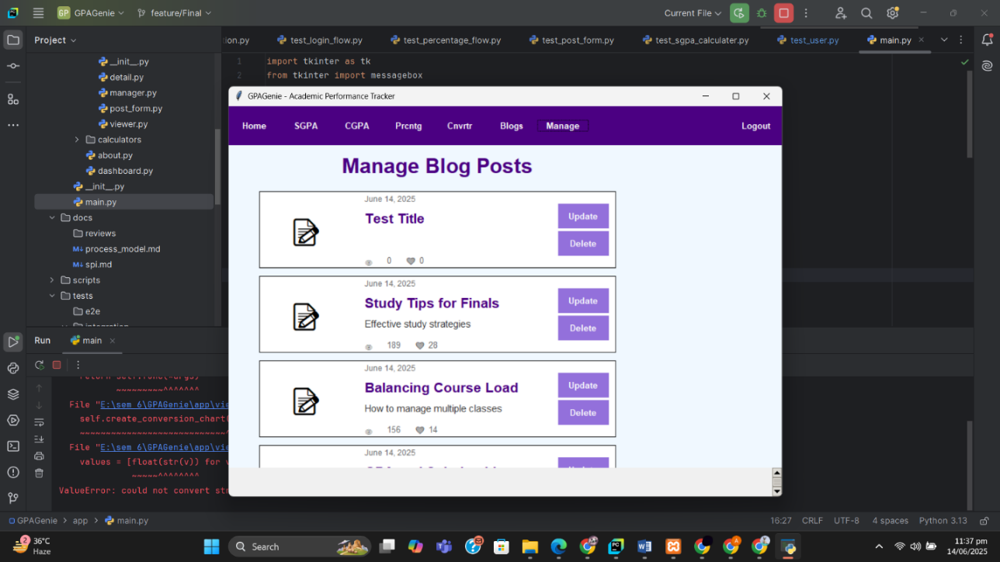 GP GPAGenie feature/Final Current File
Project
tion.py test_login_flow.py test_percentage_flow.py test_post_form.py test_sgpa_calculater.py test_user.py main.py
__init__.py
detail.py
manager.py
post_form.py
viewer.py
calculators
about.py
dashboard.py
__init__.py
main.py
docs
reviews
process_model.md
spi.md
scripts
tests
e2e
1 import tkinter as tk
2 from tkinter import messagebox
GPAGenie - Academic Performance Tracker
Home SGPA CGPA Prcntg Cnvrtr Blogs Manage Logout
Manage Blog Posts
June 14, 2025
Test Title
Update
Delete
0 0
June 14, 2025
Study Tips for Finals
Effective study strategies
Update
Delete
189 28
June 14, 2025
Balancing Course Load
How to manage multiple classes
Update
Delete
156 14
June 14, 2025
Run main
~~~~~~~~~^^^^^^^
File "E:\sem 6\GPAGenie\app\vie
self.create_conversion_chart(
~~~~~~~~~~~~~~~~~~~~~~~~~~~~^
File "E:\sem 6\GPAGenie\app\vie
values = [float(str(v)) for v
~~~~~^^^^^^^^
ValueError: could not convert str
GPAGenie > app > main.py 16:27 CRLF UTF-8 4 spaces Python 3.13
2 36°C
Haze
Search
11:37 pm
14/06/2025